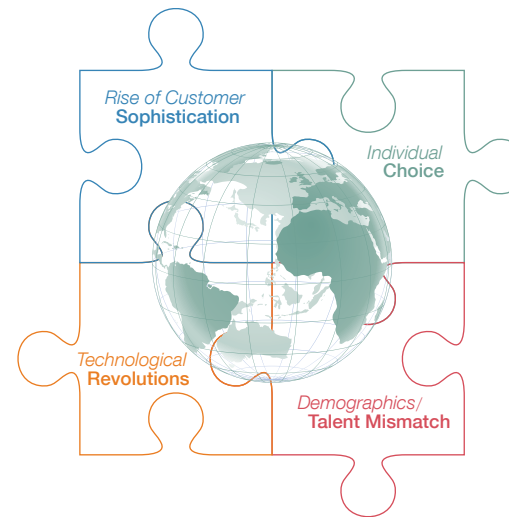 Rise of Customer
Sophistication
Individual
Choice
Technological
Revolutions
Demographics/
Talent Mismatch